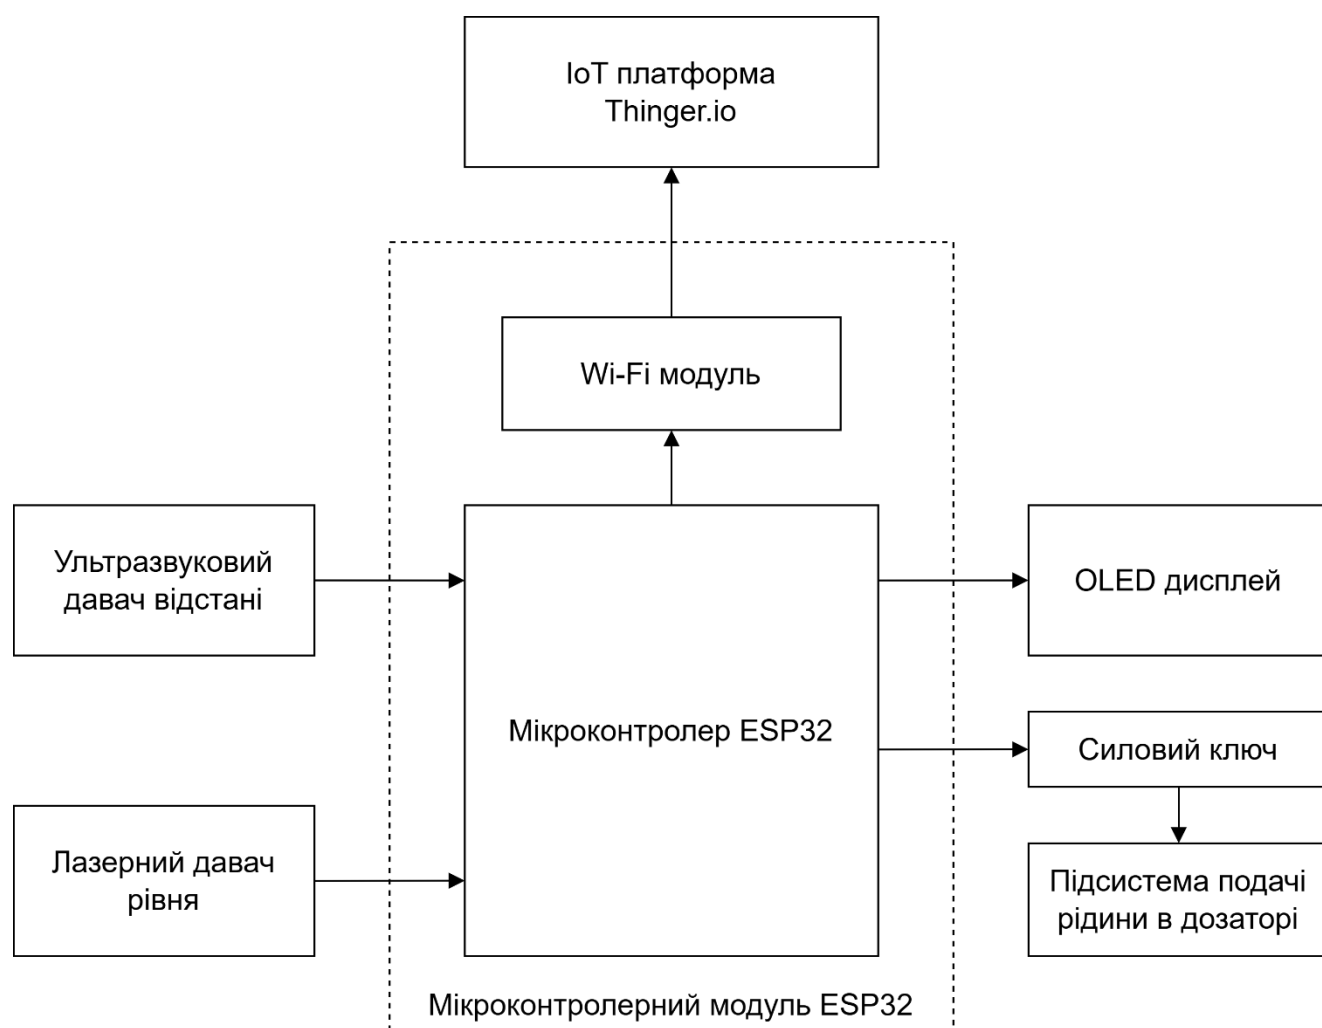 IoT платформа
Thinger.io
Wi-Fi модуль
Ультразвуковий
давач відстані
OLED дисплей
Мікроконтролер ESP32
Силовий ключ
Лазерний давач
рівня
Підсистема подачі
рідини в дозаторі
Мікроконтролерний модуль ESP32